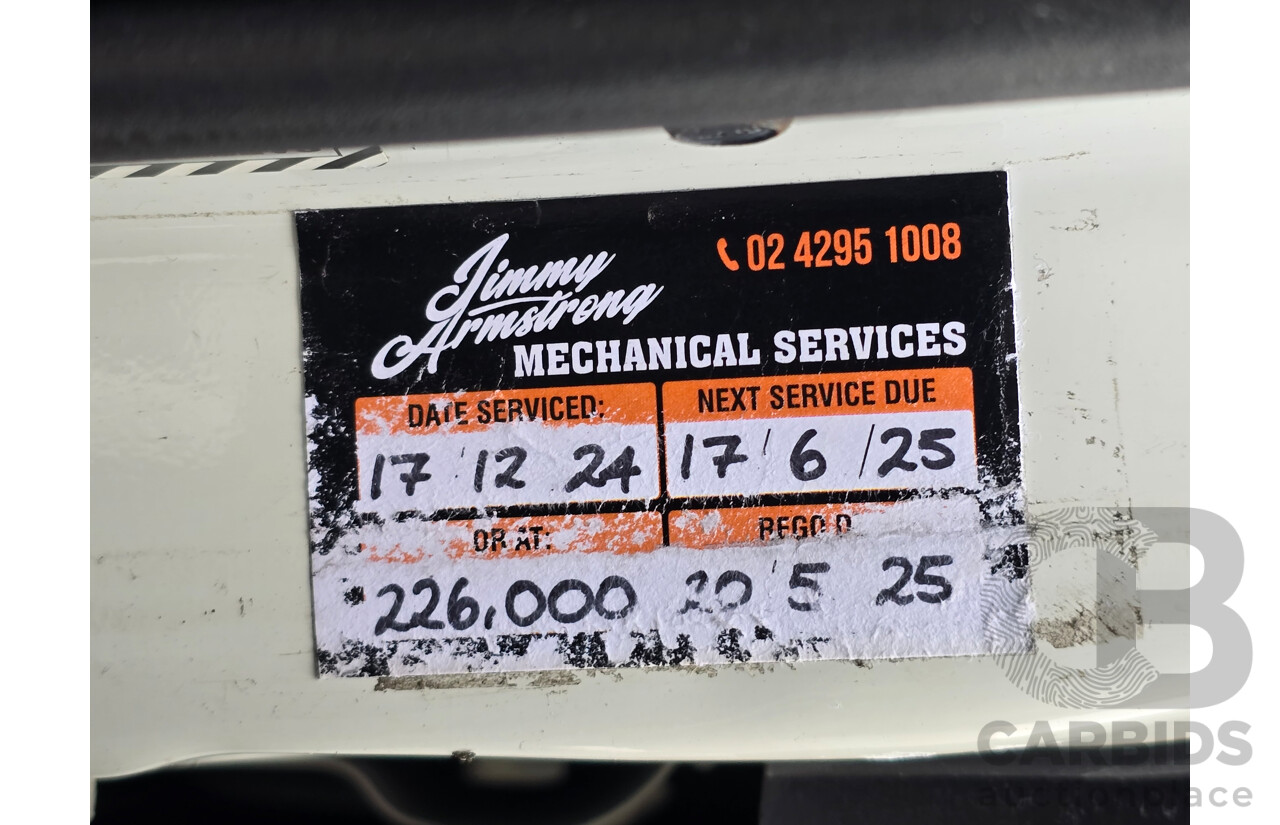 02 4295 1008
Jimmy
Armstrong
MECHANICAL SERVICES
DATE SERVICED: NEXT SERVICE DUE
17 / 12 24 17 / 6 / 25
OR AT: REGO D
226,000 20 / 5 25
CARBIDS
auctionplace